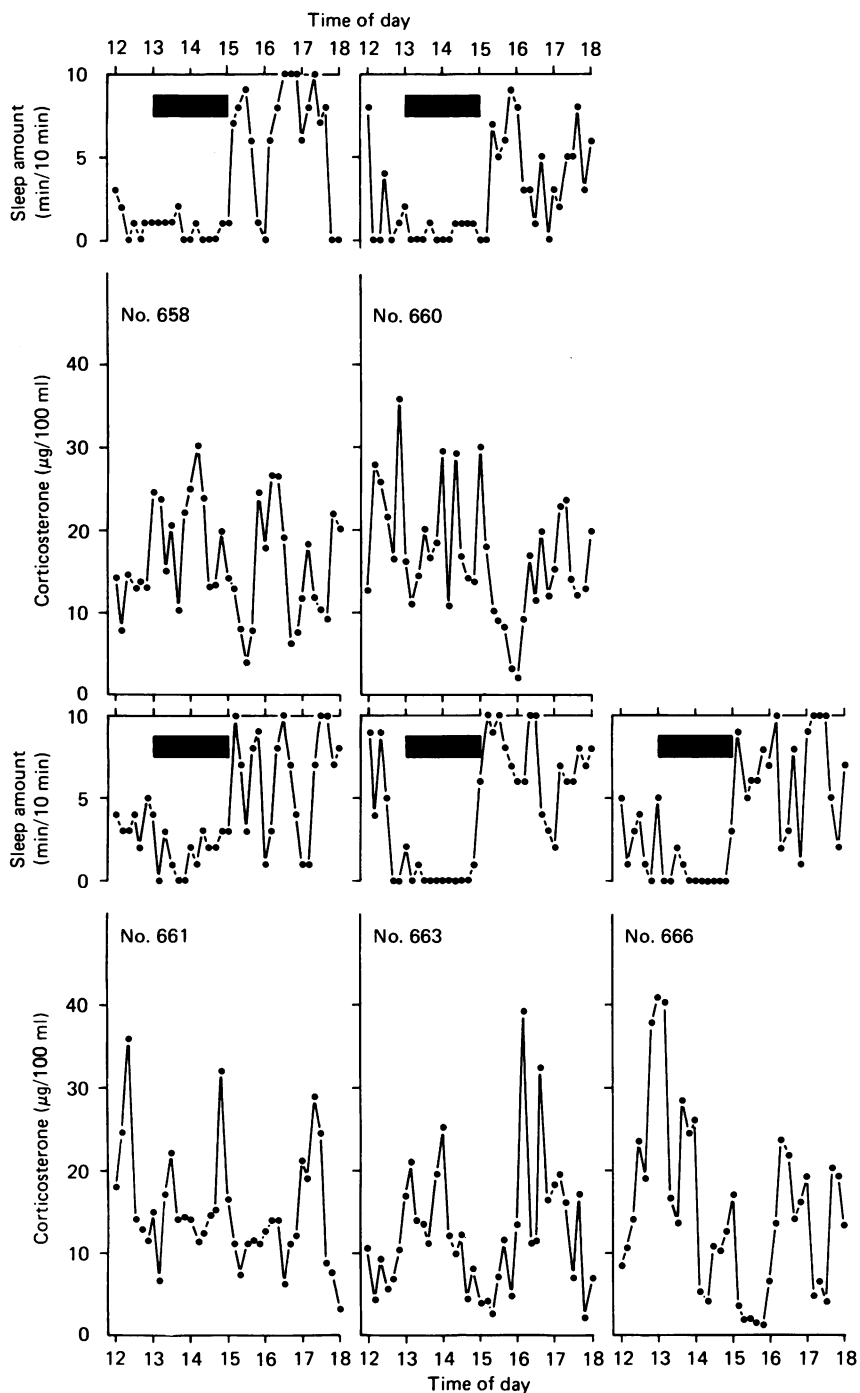 Time of day
12 13 14 15 16 17 18 12 13 14 15 16 17 18
Sleep amount
(min/10 min)
10
5
0
No. 658
No. 660
Corticosterone (µg/100 ml)
40
30
20
10
0
Sleep amount
(min/10 min)
10
5
0
No. 661
No. 663
No. 666
Corticosterone (µg/100 ml)
40
30
20
10
0
12 13 14 15 16 17 18 12 13 14 15 16 17 18 12 13 14 15 16 17 18
Time of day